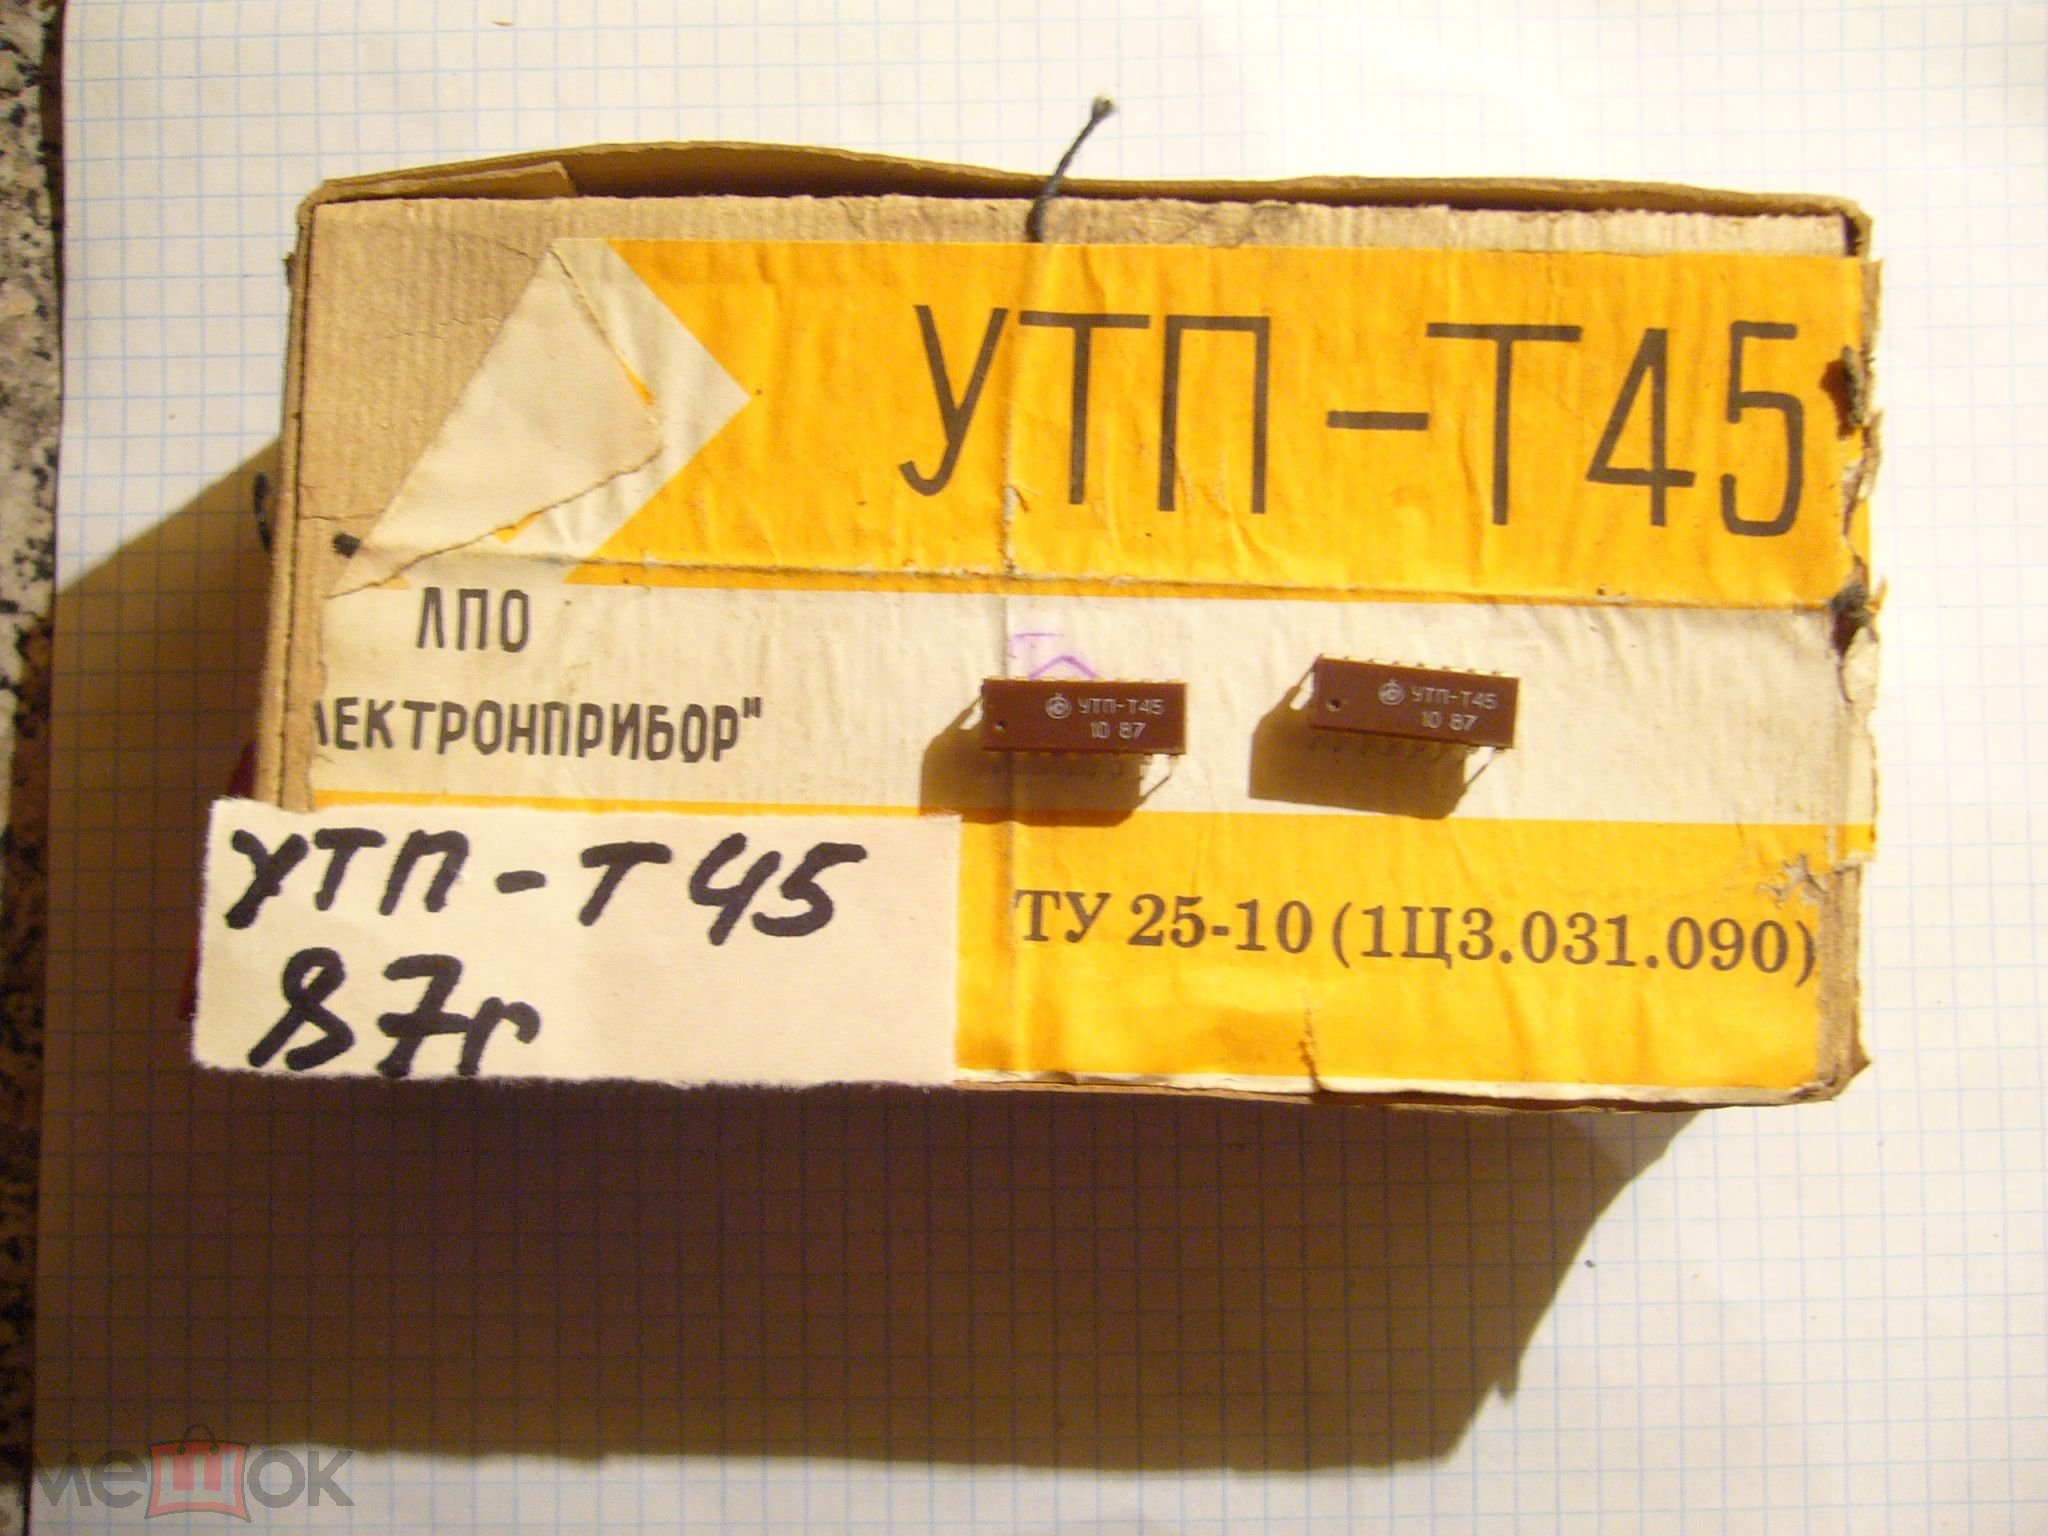 УТП-Т45
ЛПО
ЛЕКТРОНПРИБОР"
УТП-Т45
10 87
УТП-Т45
10 87
УТП-Т45
87г
ТУ 25-10 (1Ц3.031.090)
мешок